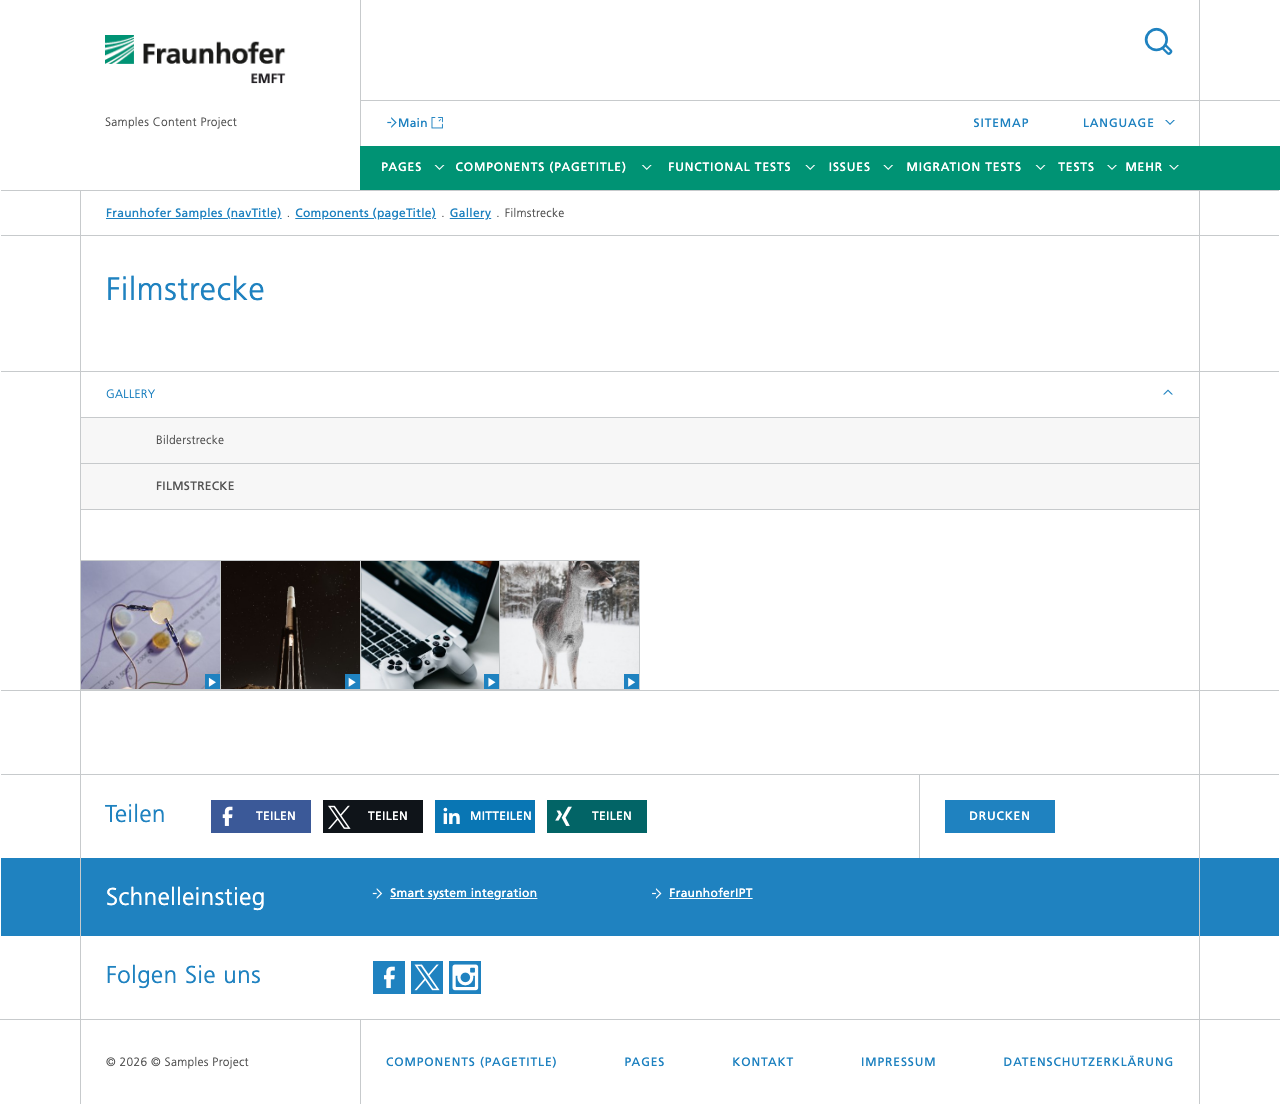 Fraunhofer
EMFT
Samples Content Project
Main
SITEMAP
LANGUAGE
PAGES
COMPONENTS (PAGETITLE)
FUNCTIONAL TESTS
ISSUES
MIGRATION TESTS
TESTS
MEHR
Fraunhofer Samples (navTitle) . Components (pageTitle) . Gallery . Filmstrecke
Filmstrecke
GALLERY
Bilderstrecke
FILMSTRECKE
Teilen
TEILEN
TEILEN
MITTEILEN
TEILEN
DRUCKEN
Schnelleinstieg
Smart system integration
FraunhoferIPT
Folgen Sie uns
© 2026 © Samples Project
COMPONENTS (PAGETITLE)
PAGES
KONTAKT
IMPRESSUM
DATENSCHUTZERKLÄRUNG